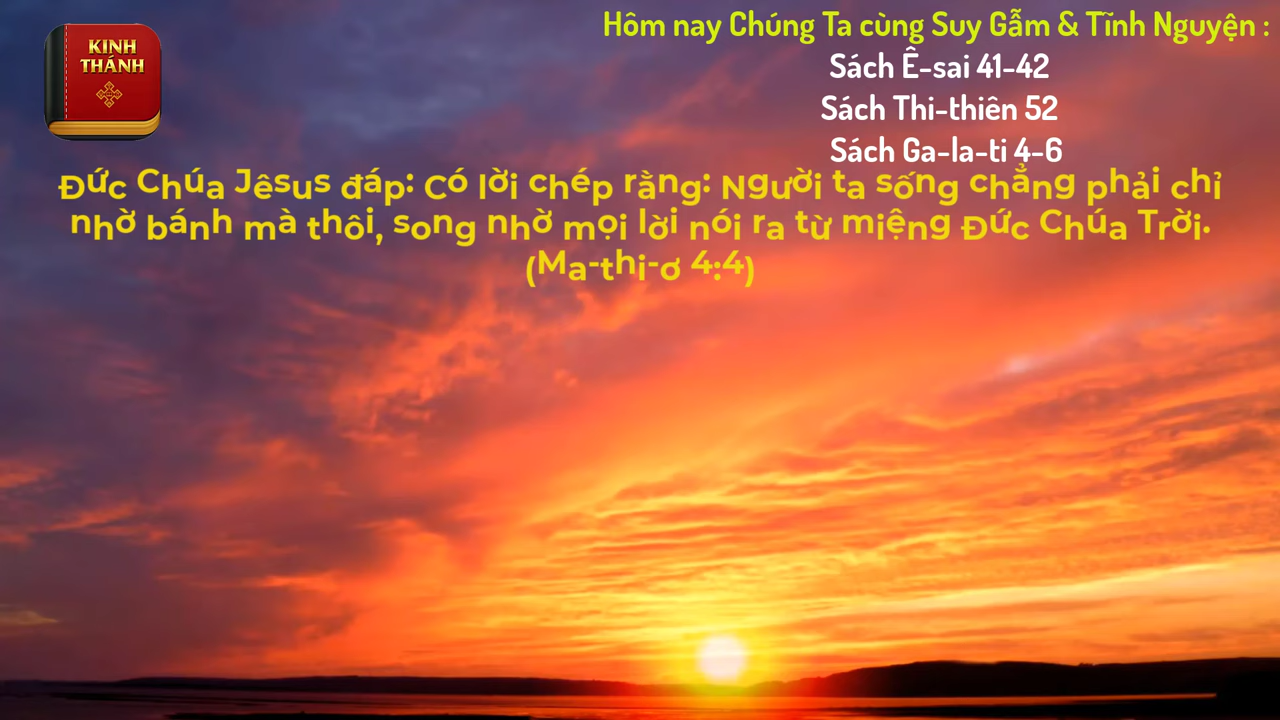 KINH
THÁNH
Hôm nay Chúng Ta cùng Suy Gẫm & Tĩnh Nguyện :
Sách Ê-sai 41-42
Sách Thi-thiên 52
Sách Ga-la-ti 4-6
Đức Chúa Jêsus đáp: Có lời chép rằng: Người ta sống chẳng phải chỉ
nhờ bánh mà thôi, song nhờ mọi lời nói ra từ miệng Đức Chúa Trời.
(Ma-thi-ơ 4:4)